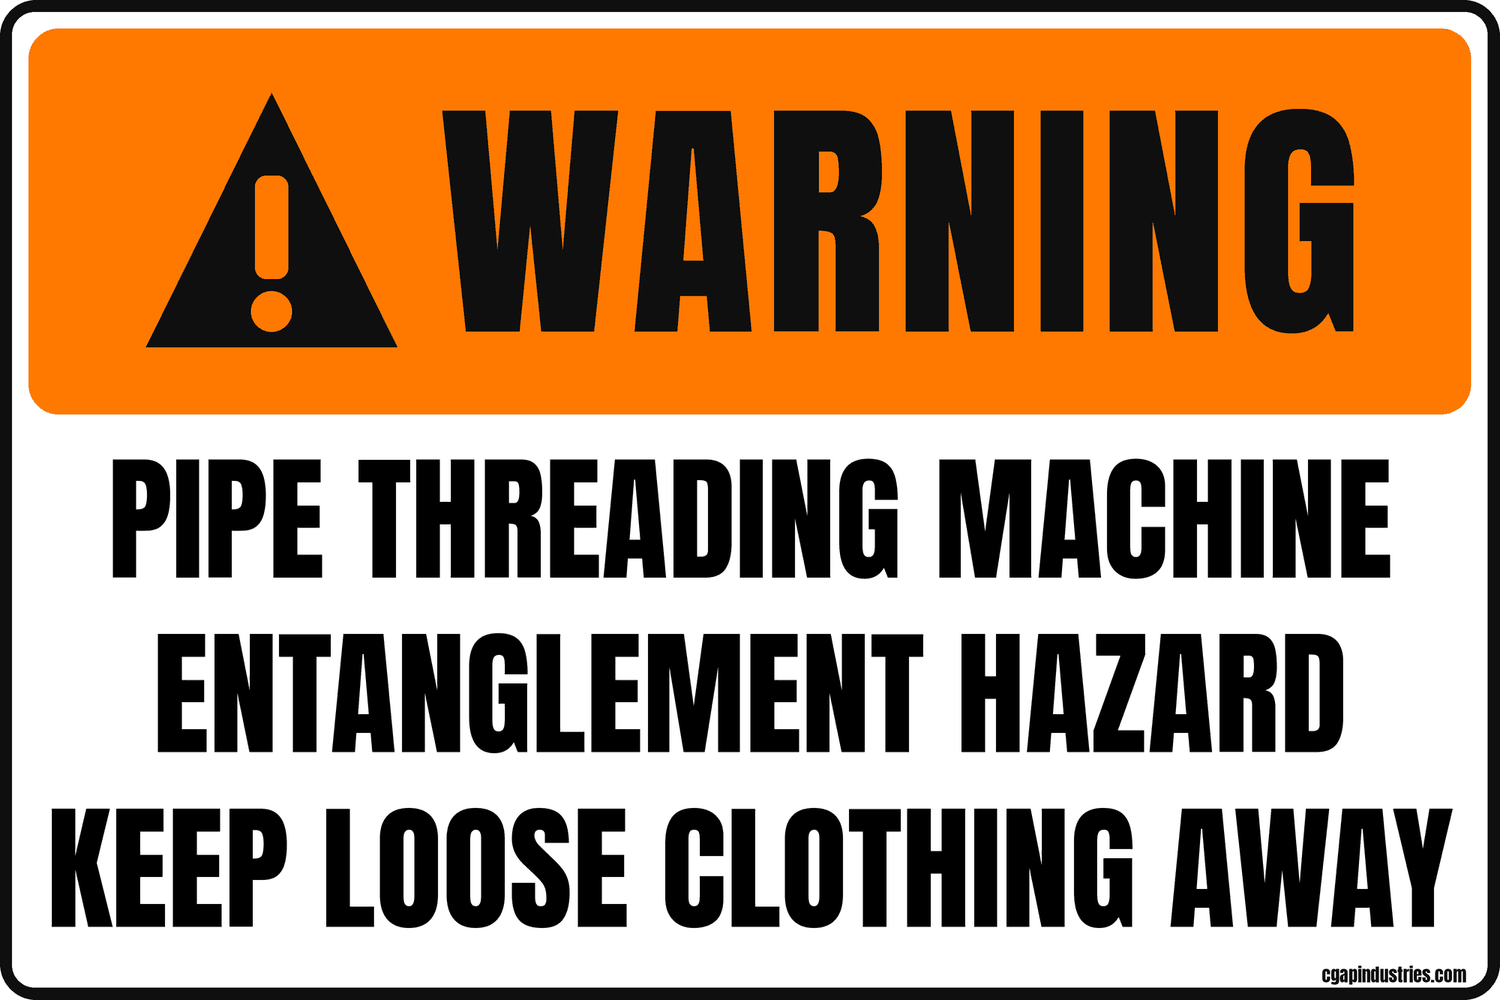 WARNING
PIPE THREADING MACHINE
ENTANGLEMENT HAZARD
KEEP LOOSE CLOTHING AWAY
cgapindustries.com